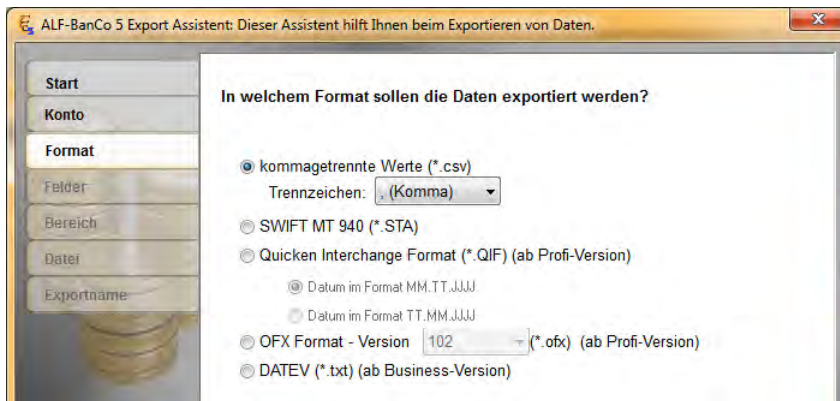 ALF-BanCo 5 Export Assistent: Dieser Assistent hilft Ihnen beim Exportieren von Daten.
Start
Konto
Format
Felder
Bereich
Datei
Exportname
In welchem Format sollen die Daten exportiert werden?
kommagetrennte Werte (*.csv)
Trennzeichen: , (Komma)
SWIFT MT 940 (*.STA)
Quicken Interchange Format (*.QIF) (ab Profi-Version)
Datum im Format MM.TT.JJJJ
Datum im Format TT.MM.JJJJ
OFX Format - Version 102 (*.ofx) (ab Profi-Version)
DATEV (*.txt) (ab Business-Version)